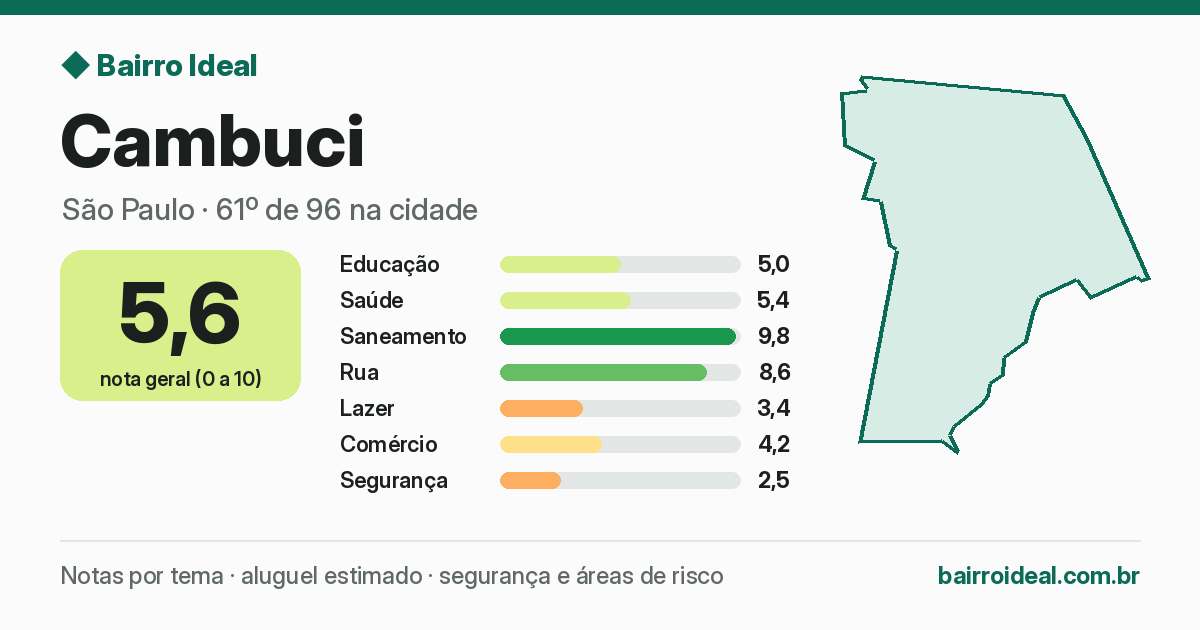 Bairro Ideal
Cambuci
São Paulo · 61º de 96 na cidade
5,6
nota geral (0 a 10)
Educação 5,0
Saúde 5,4
Saneamento 9,8
Rua 8,6
Lazer 3,4
Comércio 4,2
Segurança 2,5
Notas por tema · aluguel estimado · segurança e áreas de risco
bairroideal.com.br